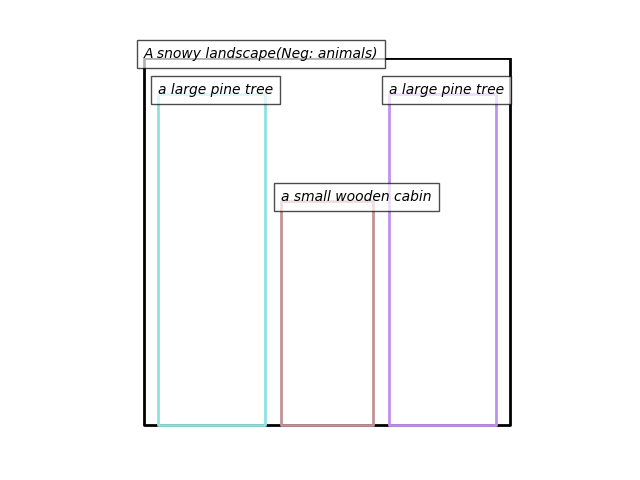 A snowy landscape(Neg: animals)
a large pine tree
a large pine tree
a small wooden cabin